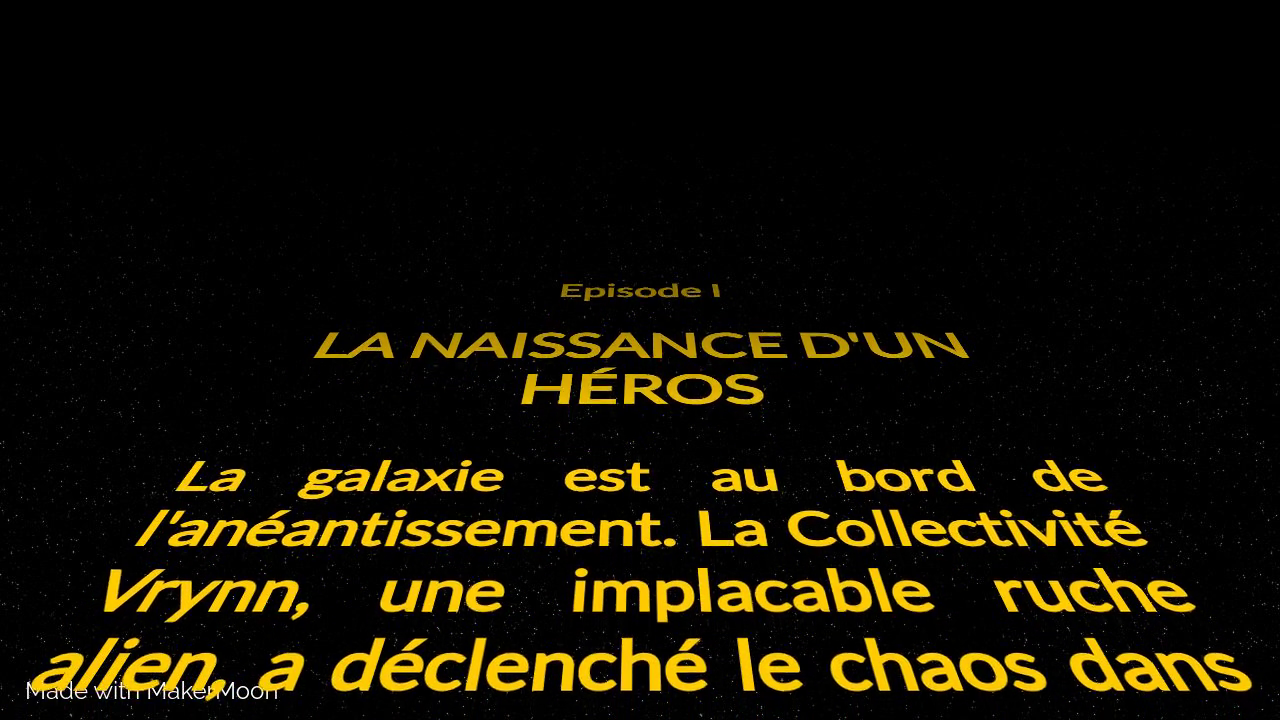 Episode I
LA NAISSANCE D'UN
HÉROS
La galaxie est au bord de
l'anéantissement. La Collectivité
Vrynn, une implacable ruche
alien, a déclenché le chaos dans
Made with MakerMoon